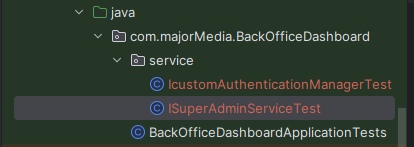 java
com.majorMedia.BackOfficeDashboard
service
IcustomAuthenticationManagerTest
ISuperAdminServiceTest
BackOfficeDashboardApplicationTests